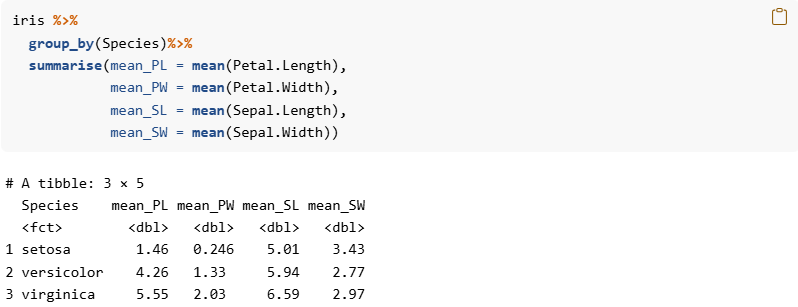 iris %>%
  group_by(Species)%>%
  summarise(mean_PL = mean(Petal.Length),
            mean_PW = mean(Petal.Width),
            mean_SL = mean(Sepal.Length),
            mean_SW = mean(Sepal.Width))
# A tibble: 3 × 5
  Species    mean_PL mean_PW mean_SL mean_SW
  <fct>        <dbl>   <dbl>   <dbl>   <dbl>
1 setosa        1.46   0.246    5.01    3.43
2 versicolor    4.26   1.33     5.94    2.77
3 virginica     5.55   2.03     6.59    2.97